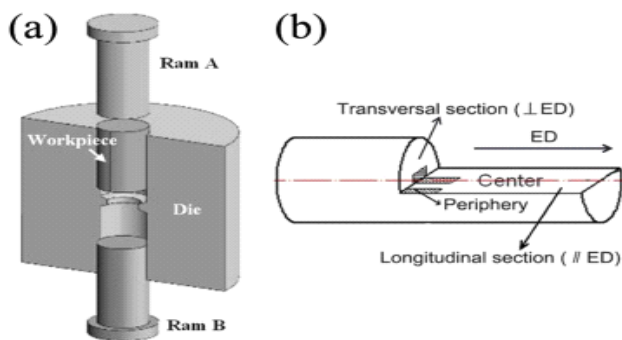 (a)
Ram A
Workpiece
Die
Ram B
(b)
Transversal section (⊥ED)
ED
Center
Periphery
Longitudinal section (∥ED)